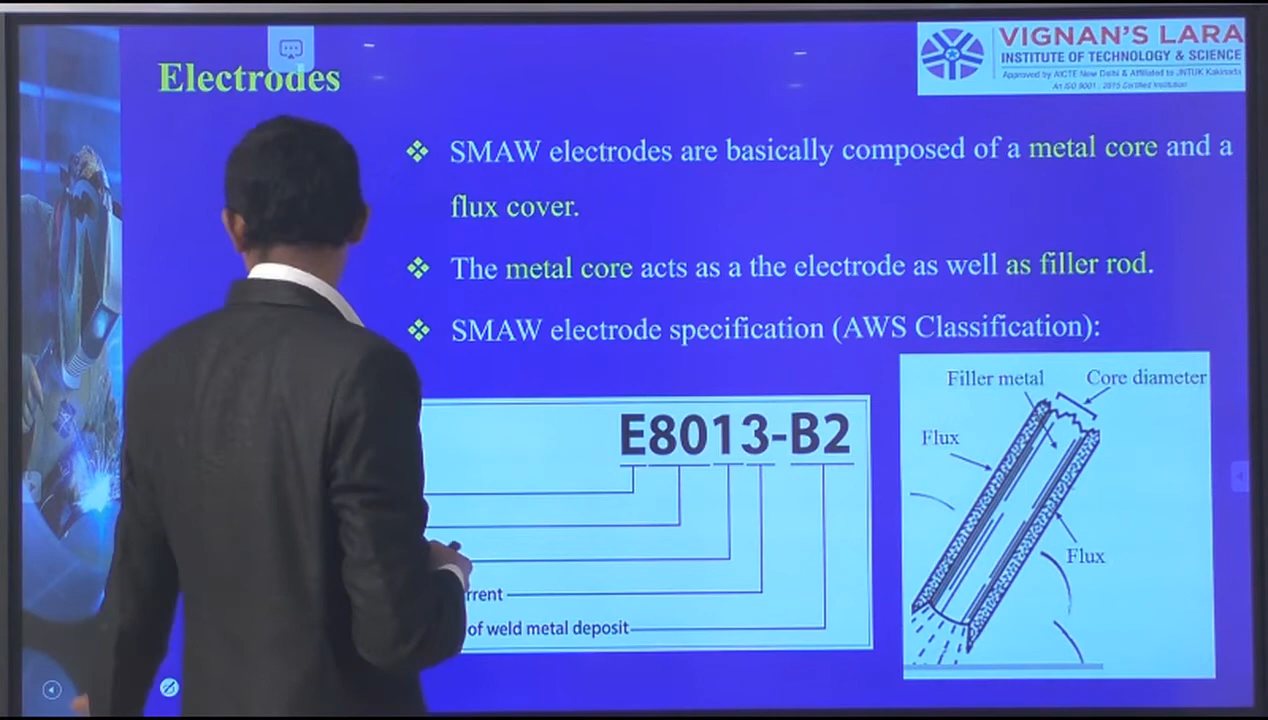 VIGNAN'S LARA
INSTITUTE OF TECHNOLOGY & SCIENCE
Approved by AICTE New Delhi & Affiliated to JNTUK Kakinada
An ISO 9001 : 2015 Certified Institution
Electrodes
SMAW electrodes are basically composed of a metal core and a
flux cover.
The metal core acts as a the electrode as well as filler rod.
SMAW electrode specification (AWS Classification):
E8013-B2
rrent
of weld metal deposit
Filler metal
Core diameter
Flux
Flux